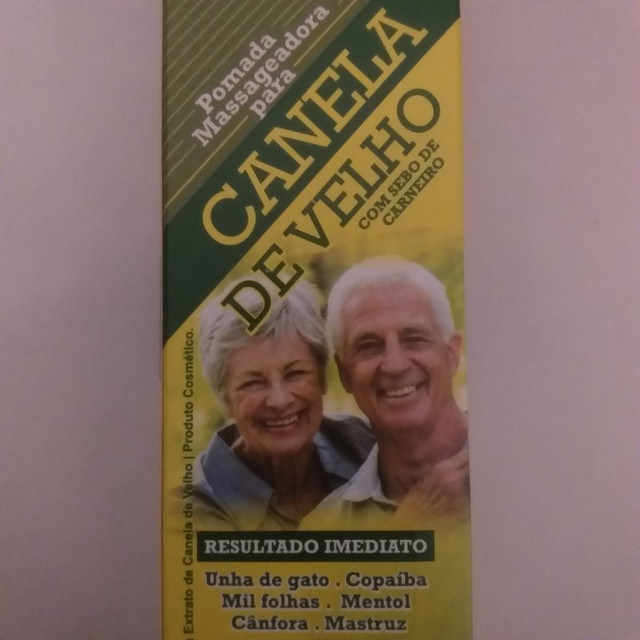 Pomada
Massageadora
para
CANELA
DE VELHO
COM SEBO DE
CARNEIRO
Extrato de Canela de Velho | Produto Cosmético.
RESULTADO IMEDIATO
Unha de gato . Copaíba
Mil folhas . Mentol
Cânfora . Mastruz